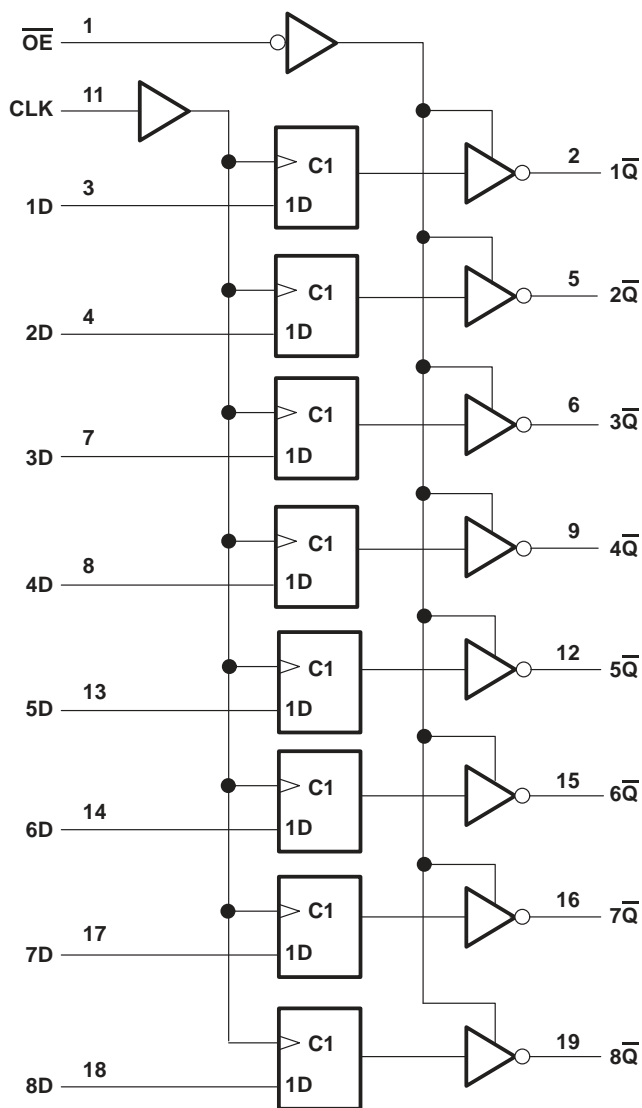 O̅E̅ 1
CLK 11
C1
1D 3 1D 2 1Q̅
C1
2D 4 1D 5 2Q̅
C1
3D 7 1D 6 3Q̅
C1
4D 8 1D 9 4Q̅
C1
5D 13 1D 12 5Q̅
C1
6D 14 1D 15 6Q̅
C1
7D 17 1D 16 7Q̅
C1
8D 18 1D 19 8Q̅